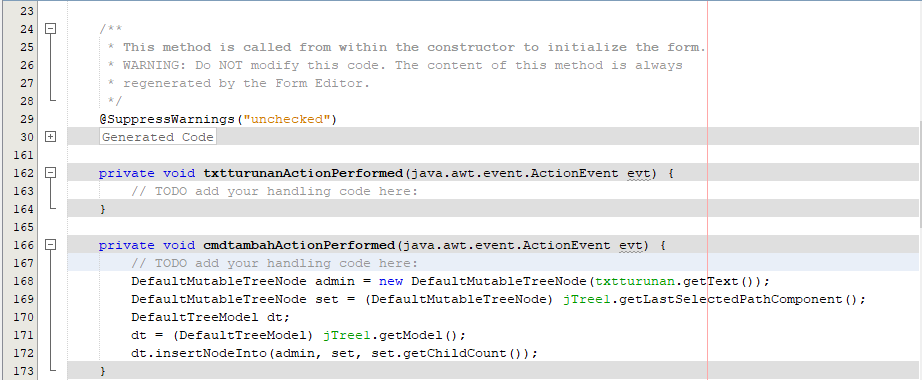 23
24 /**
25 * This method is called from within the constructor to initialize the form.
26 * WARNING: Do NOT modify this code. The content of this method is always
27 * regenerated by the Form Editor.
28 */
29 @SuppressWarnings("unchecked")
30 Generated Code
161
162 private void txtturunanActionPerformed(java.awt.event.ActionEvent evt) {
163 // TODO add your handling code here:
164 }
165
166 private void cmdtambahActionPerformed(java.awt.event.ActionEvent evt) {
167 // TODO add your handling code here:
168 DefaultMutableTreeNode admin = new DefaultMutableTreeNode(txtturunan.getText());
169 DefaultMutableTreeNode set = (DefaultMutableTreeNode) jTree1.getLastSelectedPathComponent();
170 DefaultTreeModel dt;
171 dt = (DefaultTreeModel) jTree1.getModel();
172 dt.insertNodeInto(admin, set, set.getChildCount());
173 }